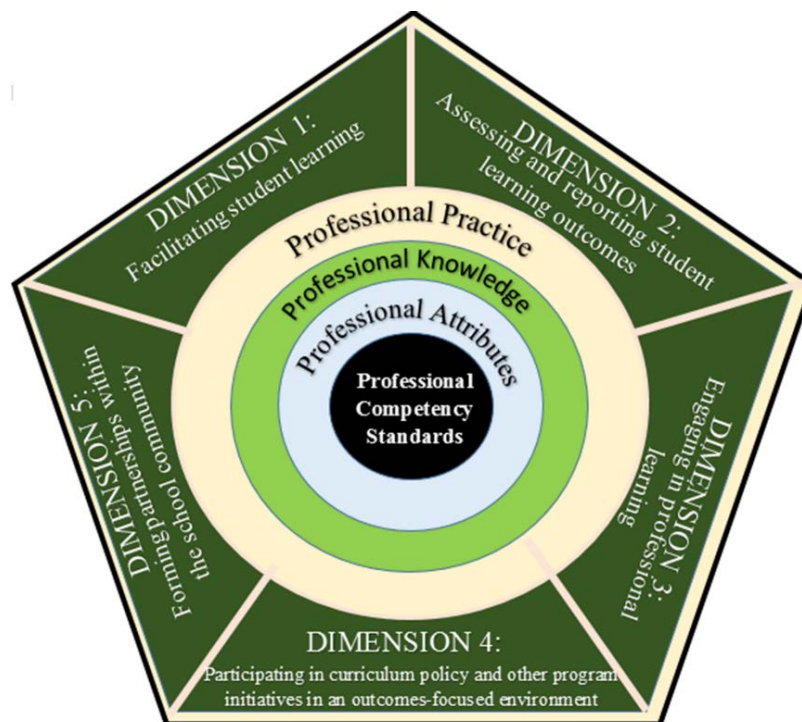 DIMENSION 1:
Facilitating student learning
DIMENSION 2:
Assessing and reporting student
learning outcomes
DIMENSION 3:
Engaging in professional
learning
DIMENSION 4:
Participating in curriculum policy and other program
initiatives in an outcomes-focused environment
DIMENSION 5:
Forming partnerships within
the school community
Professional Practice
Professional Knowledge
Professional Attributes
Professional
Competency
Standards